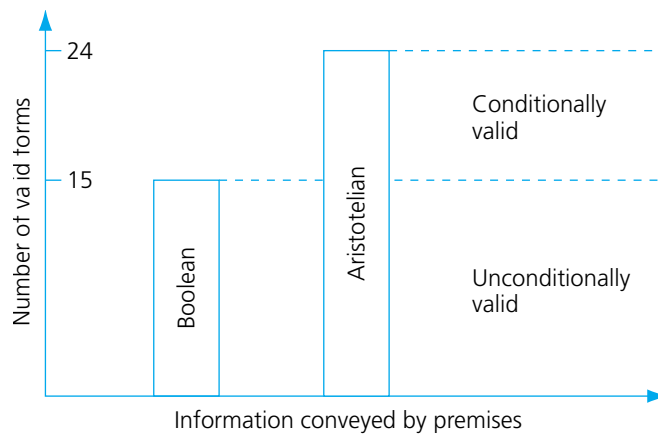 24
Conditionally
valid
15
Number of va id forms
Boolean
Aristotelian
Unconditionally
valid
Information conveyed by premises